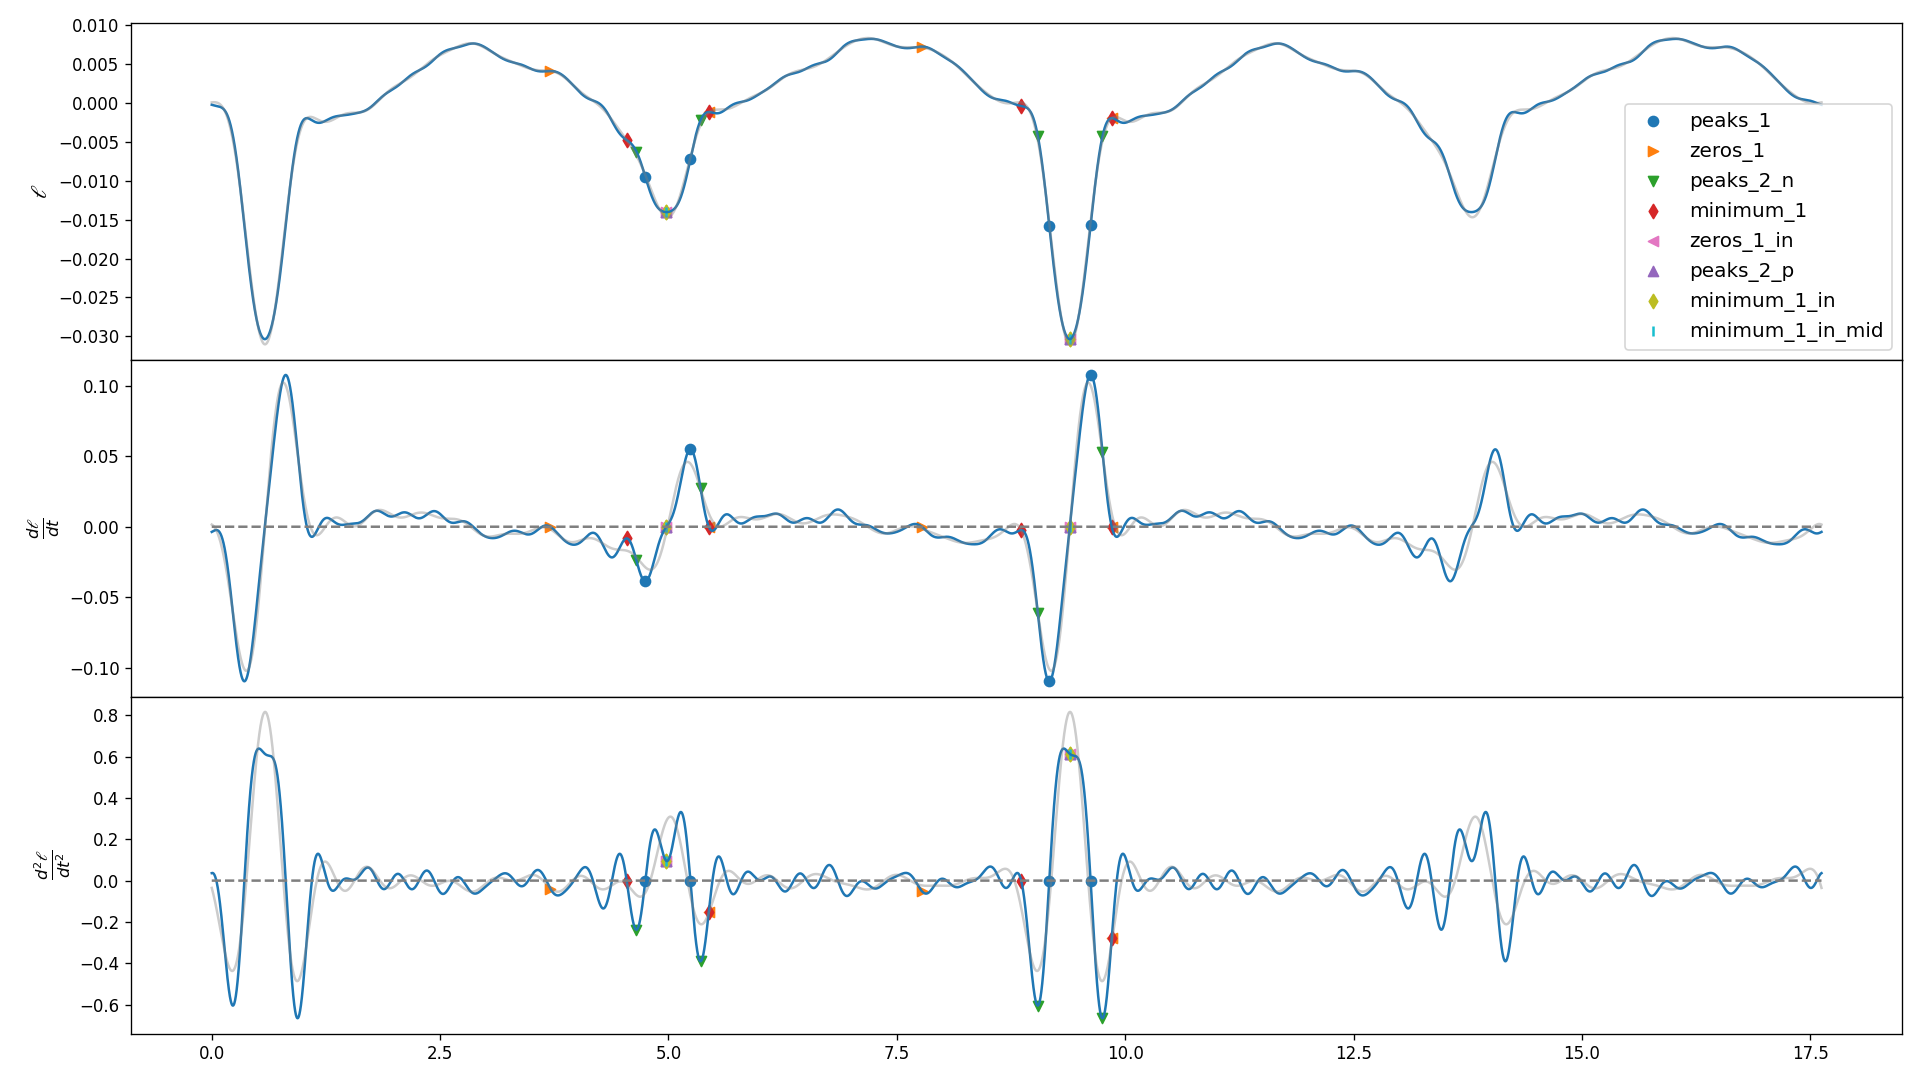 0.010
0.005
0.000
−0.005
−0.010
−0.015
−0.020
−0.025
−0.030
ℓ
peaks_1
zeros_1
peaks_2_n
minimum_1
zeros_1_in
peaks_2_p
minimum_1_in
minimum_1_in_mid
0.10
0.05
0.00
−0.05
−0.10
dℓ
dt
0.8
0.6
0.4
0.2
0.0
−0.2
−0.4
−0.6
d²ℓ
dt²
0.0 2.5 5.0 7.5 10.0 12.5 15.0 17.5